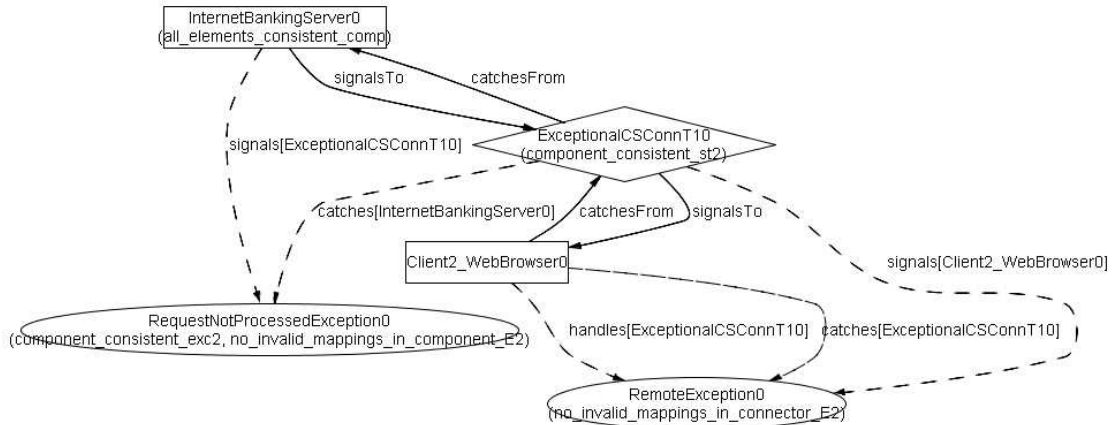 InternetBankingServer0
(all_elements_consistent_comp)
signalsTo
catchesFrom
ExceptionalCSConnT10
(component_consistent_st2)
signals[ExceptionalCSConnT10]
catches[InternetBankingServer0]
catchesFrom
signalsTo
Client2_WebBrowser0
signals[Client2_WebBrowser0]
RequestNotProcessedException0
(component_consistent_exc2, no_invalid_mappings_in_component_E2)
handles[ExceptionalCSConnT10]
catches[ExceptionalCSConnT10]
RemoteException0
(no_invalid_mappings_in_connector_E2)